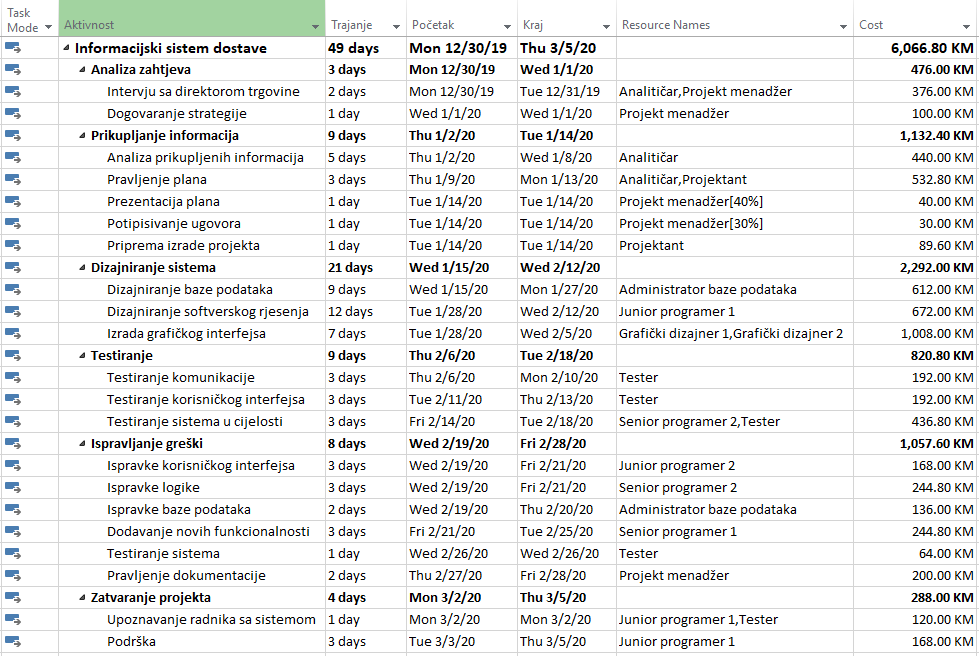 Task Mode Aktivnost Trajanje Početak Kraj Resource Names Cost
Informacijski sistem dostave 49 days Mon 12/30/19 Thu 3/5/20 6,066.80 KM
Analiza zahtjeva 3 days Mon 12/30/19 Wed 1/1/20 476.00 KM
Intervju sa direktorom trgovine 2 days Mon 12/30/19 Tue 12/31/19 Analitičar,Projekt menadžer 376.00 KM
Dogovaranje strategije 1 day Wed 1/1/20 Wed 1/1/20 Projekt menadžer 100.00 KM
Prikupljanje informacija 9 days Thu 1/2/20 Tue 1/14/20 1,132.40 KM
Analiza prikupljenih informacija 5 days Thu 1/2/20 Wed 1/8/20 Analitičar 440.00 KM
Pravljenje plana 3 days Thu 1/9/20 Mon 1/13/20 Analitičar,Projektant 532.80 KM
Prezentacija plana 1 day Tue 1/14/20 Tue 1/14/20 Projekt menadžer[40%] 40.00 KM
Potipisivanje ugovora 1 day Tue 1/14/20 Tue 1/14/20 Projekt menadžer[30%] 30.00 KM
Priprema izrade projekta 1 day Tue 1/14/20 Tue 1/14/20 Projektant 89.60 KM
Dizajniranje sistema 21 days Wed 1/15/20 Wed 2/12/20 2,292.00 KM
Dizajniranje baze podataka 9 days Wed 1/15/20 Mon 1/27/20 Administrator baze podataka 612.00 KM
Dizajniranje softverskog rjesenja 12 days Tue 1/28/20 Wed 2/12/20 Junior programer 1 672.00 KM
Izrada grafičkog interfejsa 7 days Tue 1/28/20 Wed 2/5/20 Grafički dizajner 1,Grafički dizajner 2 1,008.00 KM
Testiranje 9 days Thu 2/6/20 Tue 2/18/20 820.80 KM
Testiranje komunikacije 3 days Thu 2/6/20 Mon 2/10/20 Tester 192.00 KM
Testiranje korisničkog interfejsa 3 days Tue 2/11/20 Thu 2/13/20 Tester 192.00 KM
Testiranje sistema u cijelosti 3 days Fri 2/14/20 Tue 2/18/20 Senior programer 2,Tester 436.80 KM
Ispravljanje greški 8 days Wed 2/19/20 Fri 2/28/20 1,057.60 KM
Ispravke korisničkog interfejsa 3 days Wed 2/19/20 Fri 2/21/20 Junior programer 2 168.00 KM
Ispravke logike 3 days Wed 2/19/20 Fri 2/21/20 Senior programer 2 244.80 KM
Ispravke baze podataka 2 days Wed 2/19/20 Thu 2/20/20 Administrator baze podataka 136.00 KM
Dodavanje novih funkcionalnosti 3 days Fri 2/21/20 Tue 2/25/20 Senior programer 1 244.80 KM
Testiranje sistema 1 day Wed 2/26/20 Wed 2/26/20 Tester 64.00 KM
Pravljenje dokumentacije 2 days Thu 2/27/20 Fri 2/28/20 Projekt menadžer 200.00 KM
Zatvaranje projekta 4 days Mon 3/2/20 Thu 3/5/20 288.00 KM
Upoznavanje radnika sa sistemom 1 day Mon 3/2/20 Mon 3/2/20 Junior programer 1,Tester 120.00 KM
Podrška 3 days Tue 3/3/20 Thu 3/5/20 Junior programer 1 168.00 KM